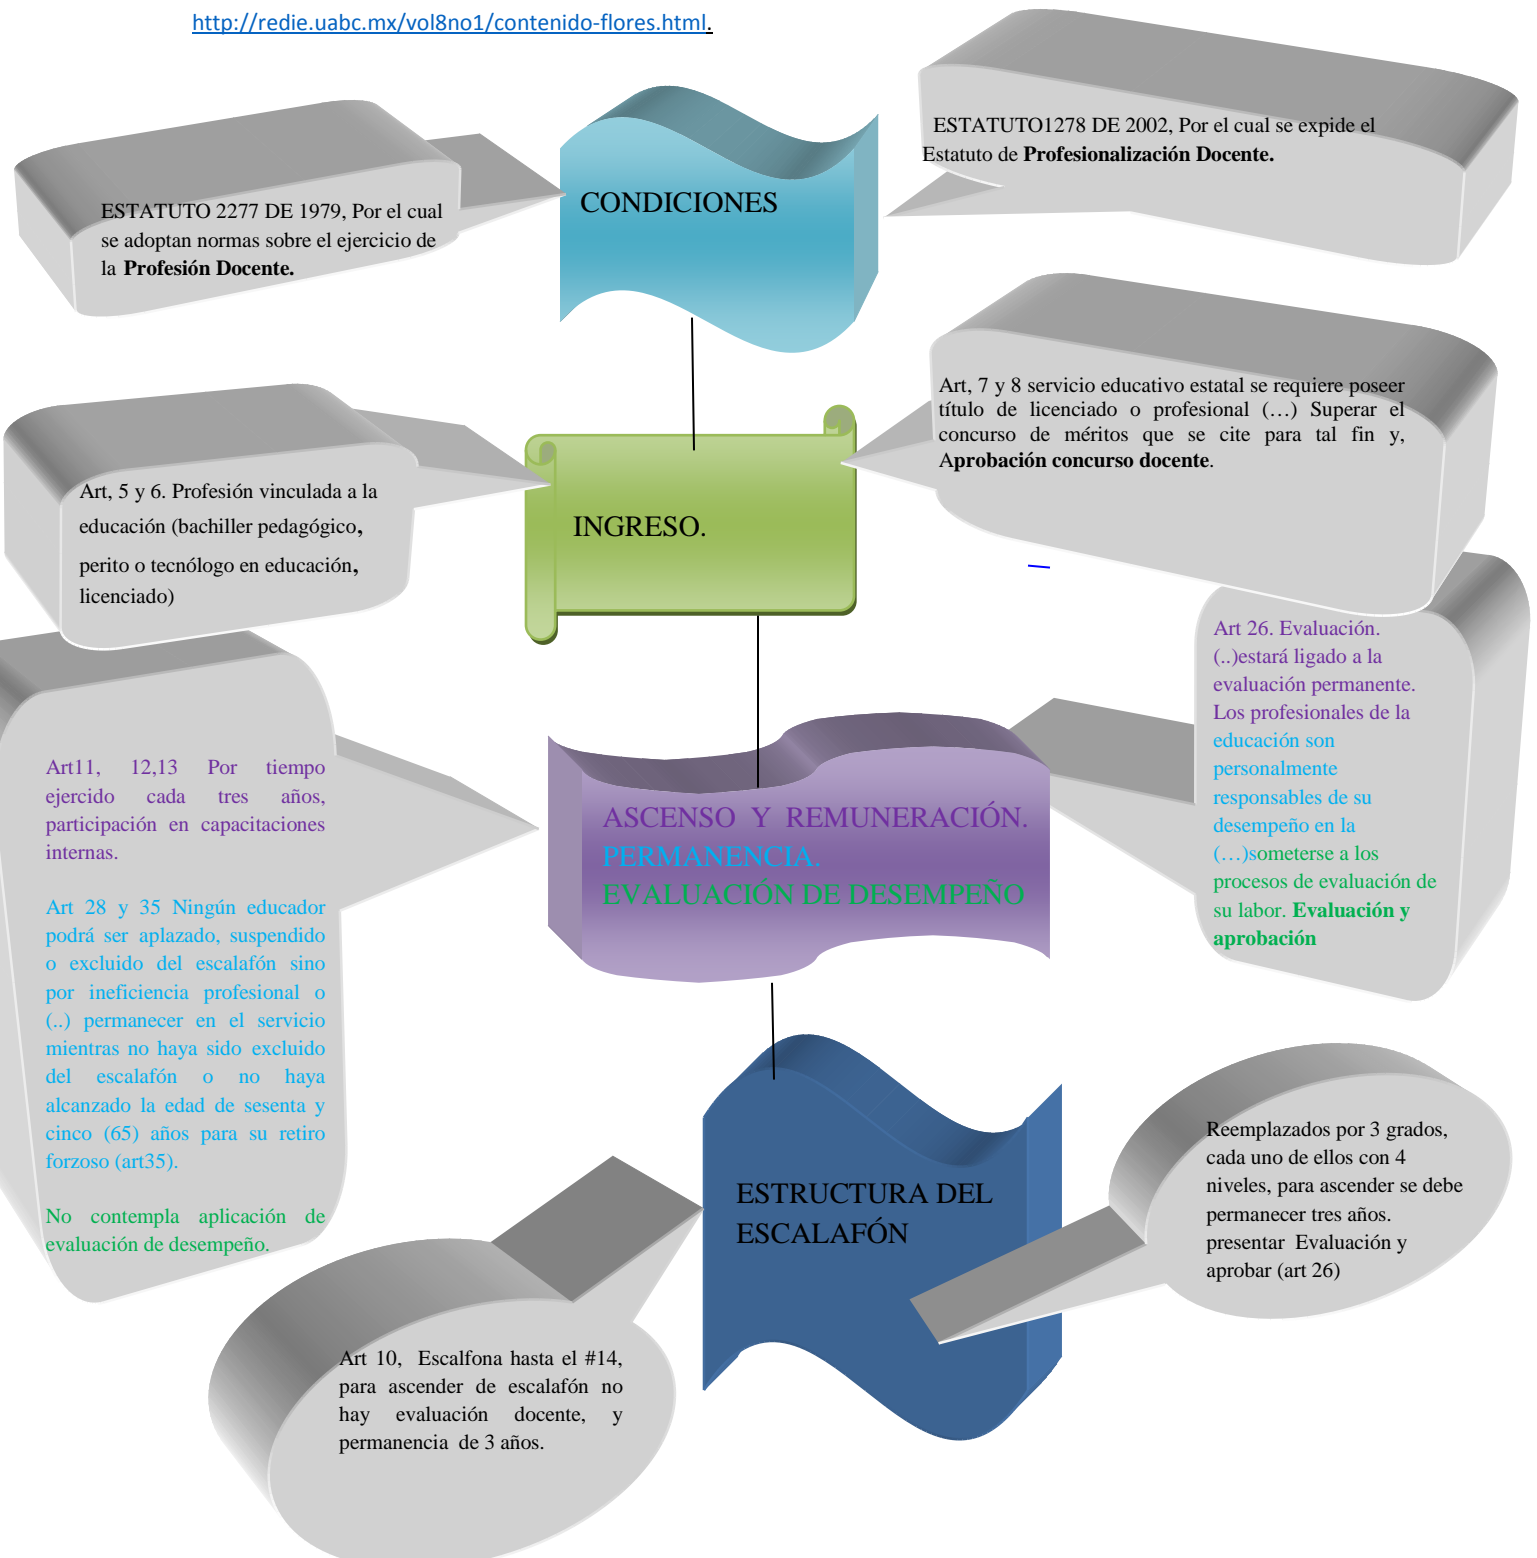 http://redie.uabc.mx/vol8no1/contenido-flores.html.
ESTATUTO 2277 DE 1979, Por el cual
se adoptan normas sobre el ejercicio de
la Profesión Docente.
CONDICIONES
ESTATUTO1278 DE 2002, Por el cual se expide el
Estatuto de Profesionalización Docente.
Art, 5 y 6. Profesión vinculada a la
educación (bachiller pedagógico,
perito o tecnólogo en educación,
licenciado)
INGRESO.
Art, 7 y 8 servicio educativo estatal se requiere poseer
título de licenciado o profesional (…) Superar el
concurso de méritos que se cite para tal fin y,
Aprobación concurso docente.
Art11, 12,13 Por tiempo
ejercido cada tres años,
participación en capacitaciones
internas.
Art 28 y 35 Ningún educador
podrá ser aplazado, suspendido
o excluido del escalafón sino
por ineficiencia profesional o
(..) permanecer en el servicio
mientras no haya sido excluido
del escalafón o no haya
alcanzado la edad de sesenta y
cinco (65) años para su retiro
forzoso (art35).
No contempla aplicación de
evaluación de desempeño.
ASCENSO Y REMUNERACIÓN.
PERMANENCIA.
EVALUACIÓN DE DESEMPEÑO
Art 26. Evaluación.
(..)estará ligado a la
evaluación permanente.
Los profesionales de la
educación son
personalmente
responsables de su
desempeño en la
(…)someterse a los
procesos de evaluación de
su labor. Evaluación y
aprobación
Art 10, Escalfona hasta el #14,
para ascender de escalafón no
hay evaluación docente, y
permanencia de 3 años.
ESTRUCTURA DEL
ESCALAFÓN
Reemplazados por 3 grados,
cada uno de ellos con 4
niveles, para ascender se debe
permanecer tres años.
presentar Evaluación y
aprobar (art 26)